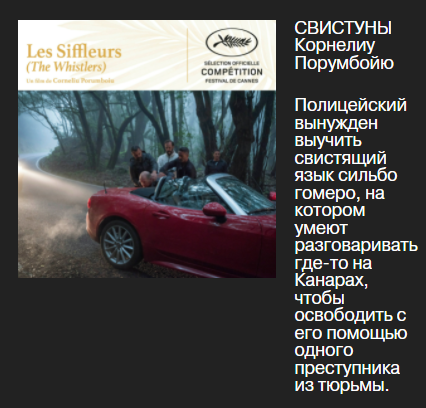 Les Siffleurs
(The Whistlers)
Un film de Corneliu Porumboiu
SÉLECTION OFFICIELLE
COMPÉTITION
FESTIVAL DE CANNES
СВИСТУНЫ
Корнелиу
Порумбойю
Полицейский
вынужден
выучить
свистящий
язык сильбо
гомеро, на
котором
умеют
разговаривать
где-то на
Канарах,
чтобы
освободить с
его помощью
одного
преступника
из тюрьмы.